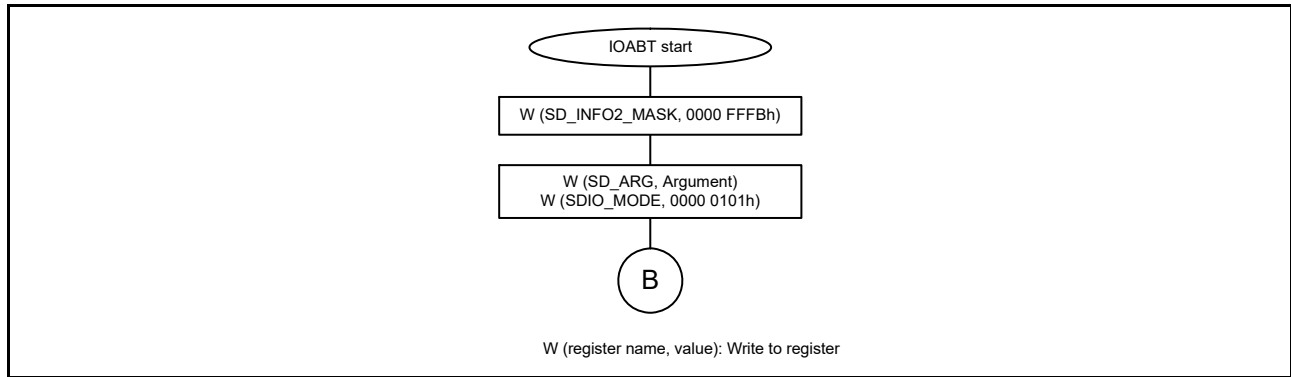 IOABT start
W (SD_INFO2_MASK, 0000 FFFBh)
W (SD_ARG, Argument)
W (SDIO_MODE, 0000 0101h)
B
W (register name, value): Write to register